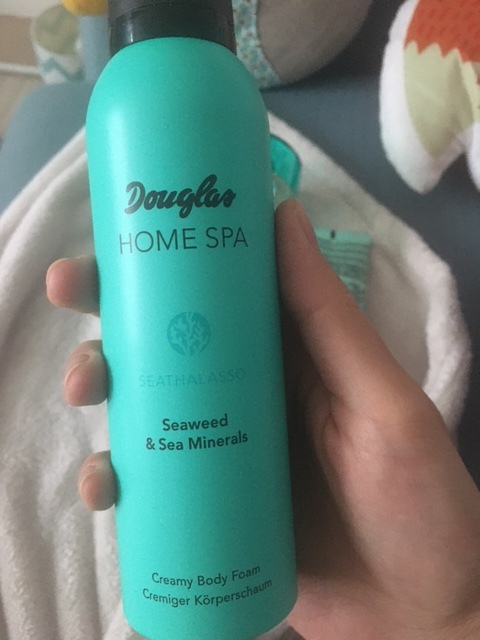 Douglas
HOME SPA
SEATHALASSO
Seaweed
& Sea Minerals
Creamy Body Foam
Cremiger Körperschaum